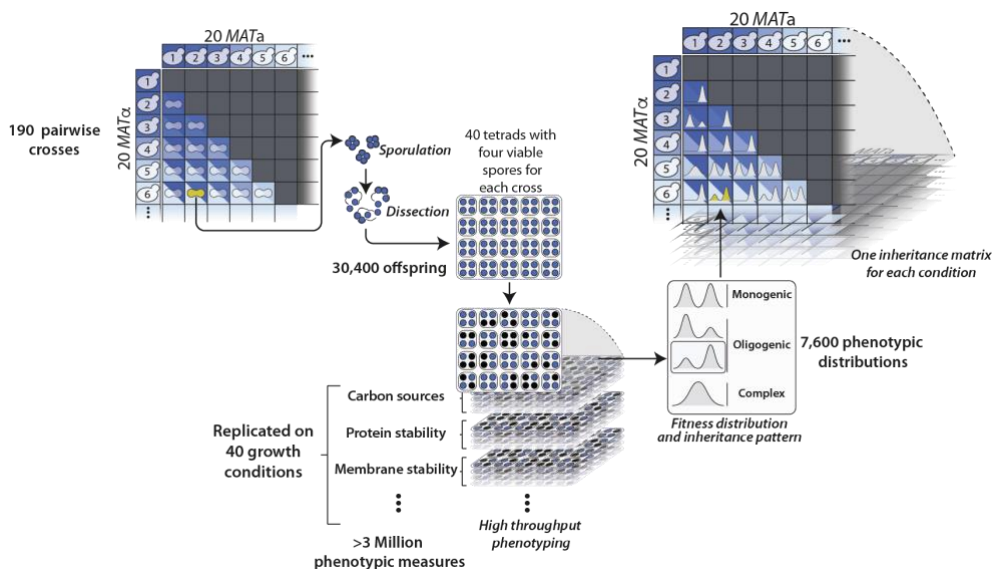 20 MATa
1 2 3 4 5 6 ...
20 MATα
1
2
3
4
5
6
⋮
190 pairwise
crosses
Sporulation
Dissection
30,400 offspring
40 tetrads with
four viable
spores for
each cross
Replicated on
40 growth
conditions
Carbon sources
Protein stability
Membrane stability
⋮
⋮
>3 Million
phenotypic measures
High throughput
phenotyping
20 MATa
1 2 3 4 5 6 ...
20 MATα
1
2
3
4
5
6
⋮
One inheritance matrix
for each condition
Monogenic
Oligogenic
Complex
7,600 phenotypic
distributions
Fitness distribution
and inheritance pattern